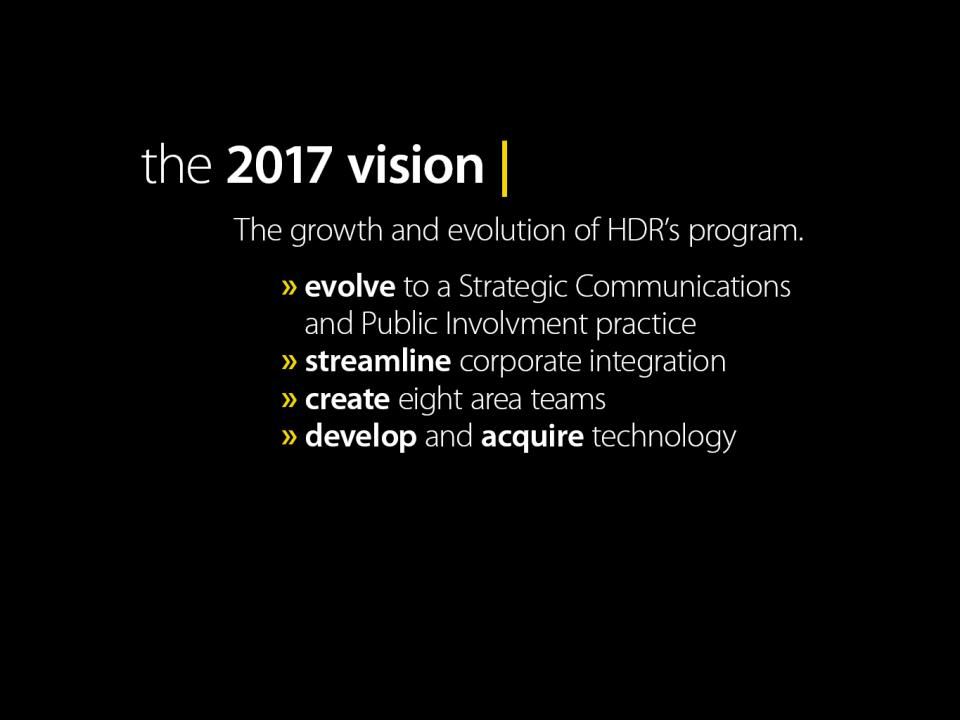 the 2017 vision |
The growth and evolution of HDR’s program.
» evolve to a Strategic Communications
and Public Involvment practice
» streamline corporate integration
» create eight area teams
» develop and acquire technology